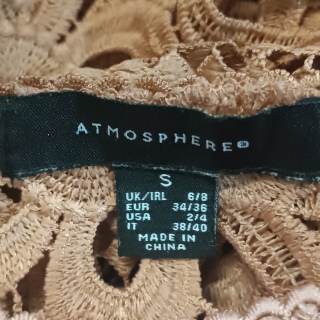 ATMOSPHERE®
S
UK/IRL 6/8
EUR 34/36
USA 2/4
IT 38/40
MADE IN
CHINA